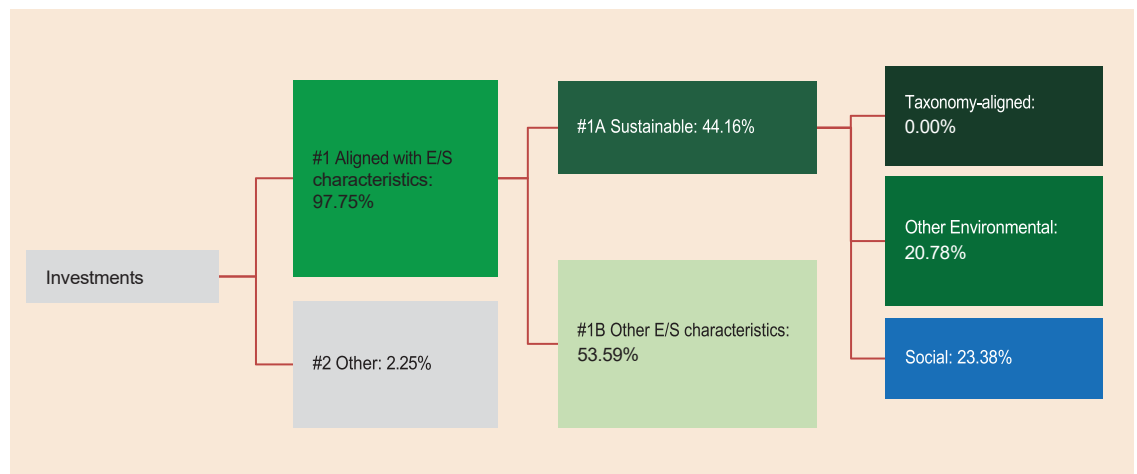 Investments
#1 Aligned with E/S
characteristics:
97.75%
#2 Other: 2.25%
#1A Sustainable: 44.16%
#1B Other E/S characteristics:
53.59%
Taxonomy-aligned:
0.00%
Other Environmental:
20.78%
Social: 23.38%